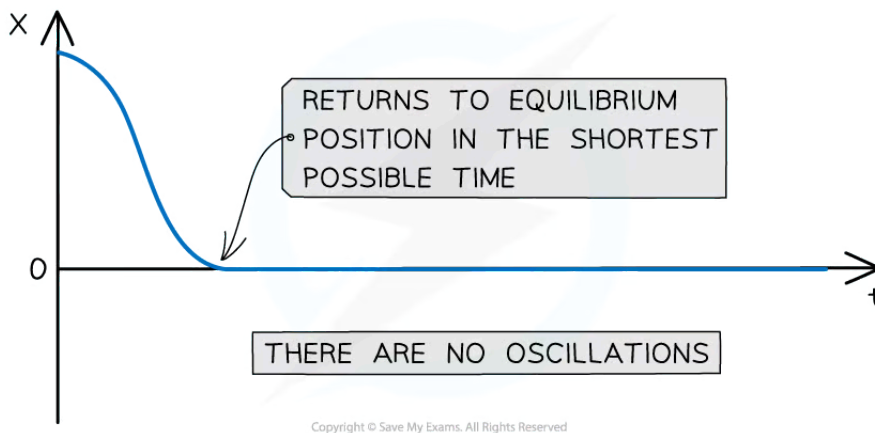 X
RETURNS TO EQUILIBRIUM
POSITION IN THE SHORTEST
POSSIBLE TIME
0
t
THERE ARE NO OSCILLATIONS
Copyright © Save My Exams. All Rights Reserved